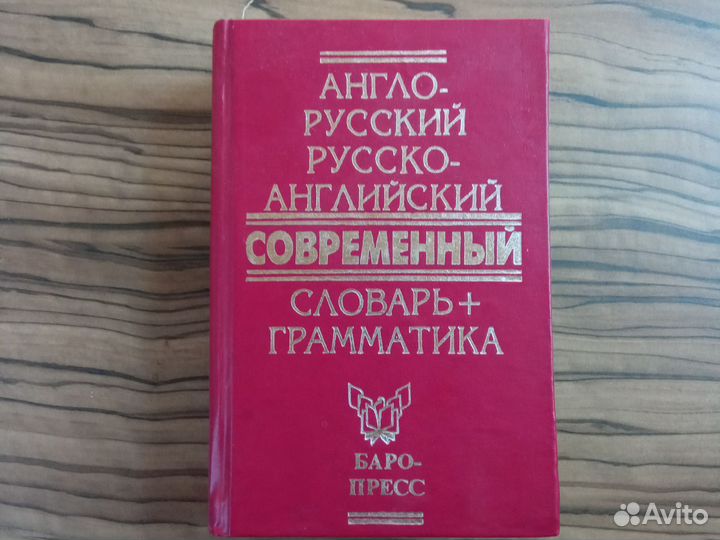 АНГЛО-
РУССКИЙ
РУССКО-
АНГЛИЙСКИЙ
СОВРЕМЕННЫЙ
СЛОВАРЬ+
ГРАММАТИКА
БАРО-
ПРЕСС
Avito